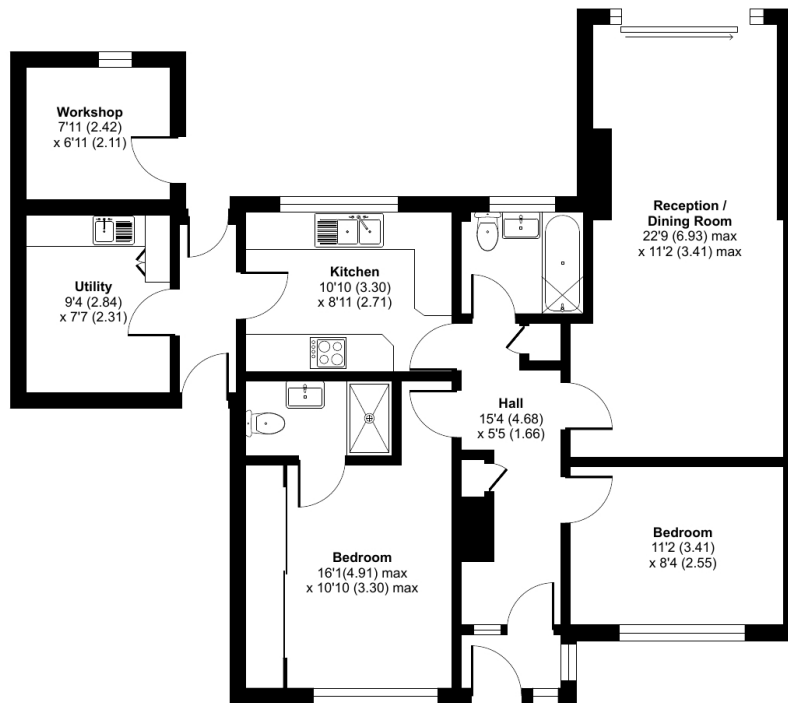 Workshop
7'11 (2.42)
x 6'11 (2.11)
Utility
9'4 (2.84)
x 7'7 (2.31)
Kitchen
10'10 (3.30)
x 8'11 (2.71)
Reception /
Dining Room
22'9 (6.93) max
x 11'2 (3.41) max
Hall
15'4 (4.68)
x 5'5 (1.66)
Bedroom
16'1(4.91) max
x 10'10 (3.30) max
Bedroom
11'2 (3.41)
x 8'4 (2.55)